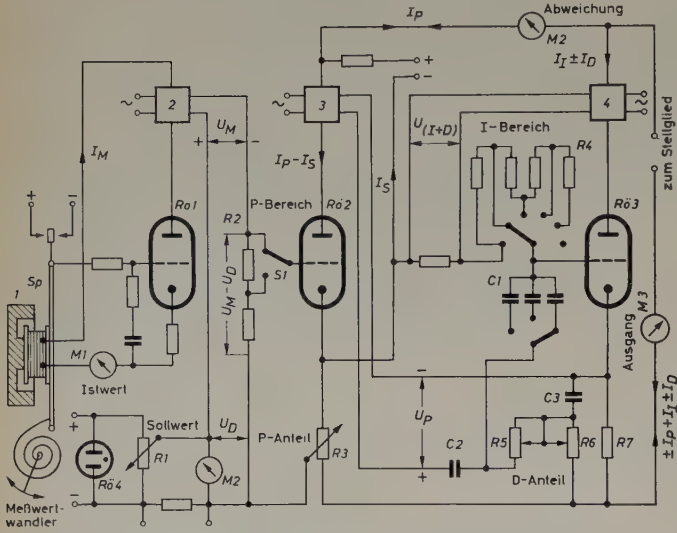 I_P
Abweichung
M2
I_I ± I_D
2
3
4
U_M
I_M
I_P - I_S
I_S
U_(I+D)
I-Bereich
R4
zum Stellglied
Rö1
P-Bereich
Rö2
Rö3
R2
S1
U_M - U_D
Sp
1
C1
M3
Ausgang
M1
Istwert
Sollwert
U_D
P-Anteil
R3
U_P
C2
C3
R5
R6
R7
D-Anteil
± I_P + I_I ± I_D
Rö4
R1
M2
Meßwert-
wandler